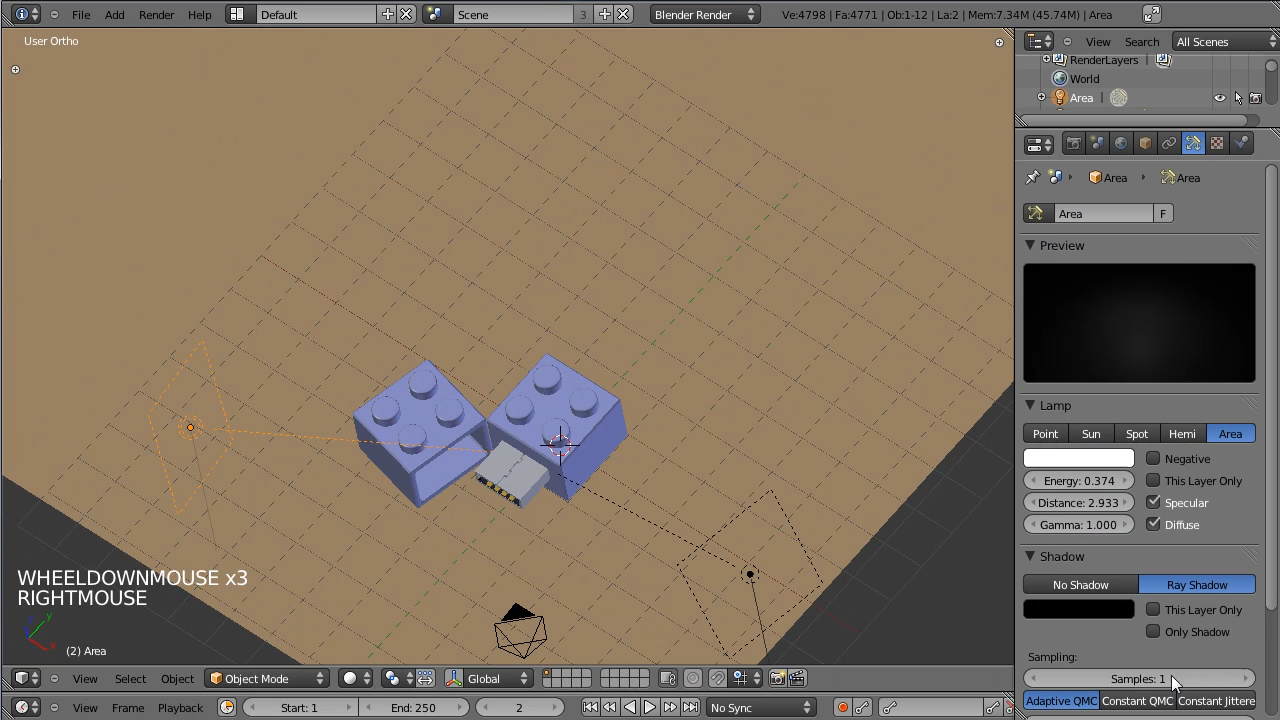 File Add Render Help Default Scene 3 Blender Render Ve:4798 | Fa:4771 | Ob:1-12 | La:2 | Mem:7.34M (45.74M) | Area
User Ortho
View Search All Scenes
RenderLayers |
World
Area |
Area Area
Area F
Preview
Lamp
Point Sun Spot Hemi Area
Negative
Energy: 0.374 This Layer Only
Distance: 2.933 Specular
Gamma: 1.000 Diffuse
Shadow
No Shadow Ray Shadow
This Layer Only
Only Shadow
Sampling:
Samples: 1
Adaptive QMC Constant QMC Constant Jittere
WHEELDOWNMOUSE x3
RIGHTMOUSE
z y x
(2) Area
View Select Object Object Mode Global
View Frame Playback Start: 1 End: 250 2 No Sync